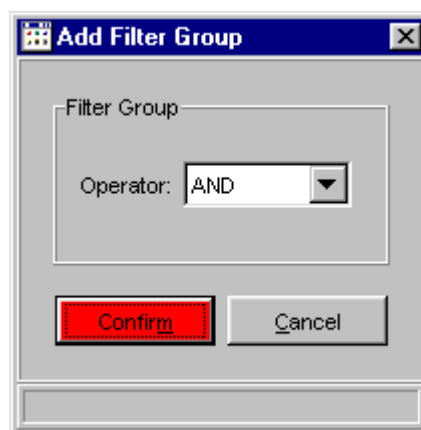 Add Filter Group
Filter Group
Operator: AND
Confirm Cancel